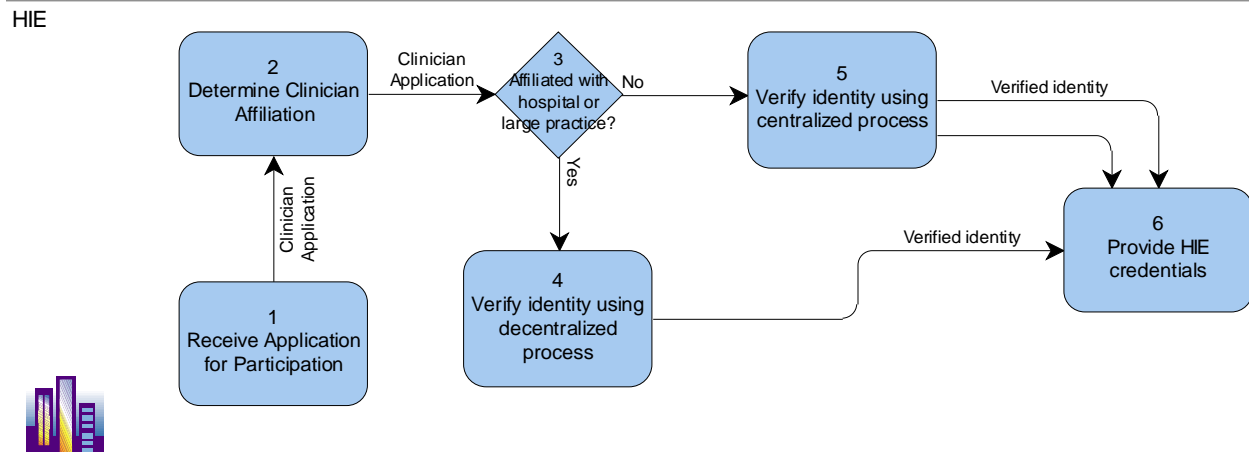 HIE
1
Receive Application
for Participation
Clinician
Application
2
Determine Clinician
Affiliation
Clinician
Application
3
Affiliated with
hospital or
large practice?
No
Yes
4
Verify identity using
decentralized
process
5
Verify identity using
centralized process
Verified identity
Verified identity
6
Provide HIE
credentials